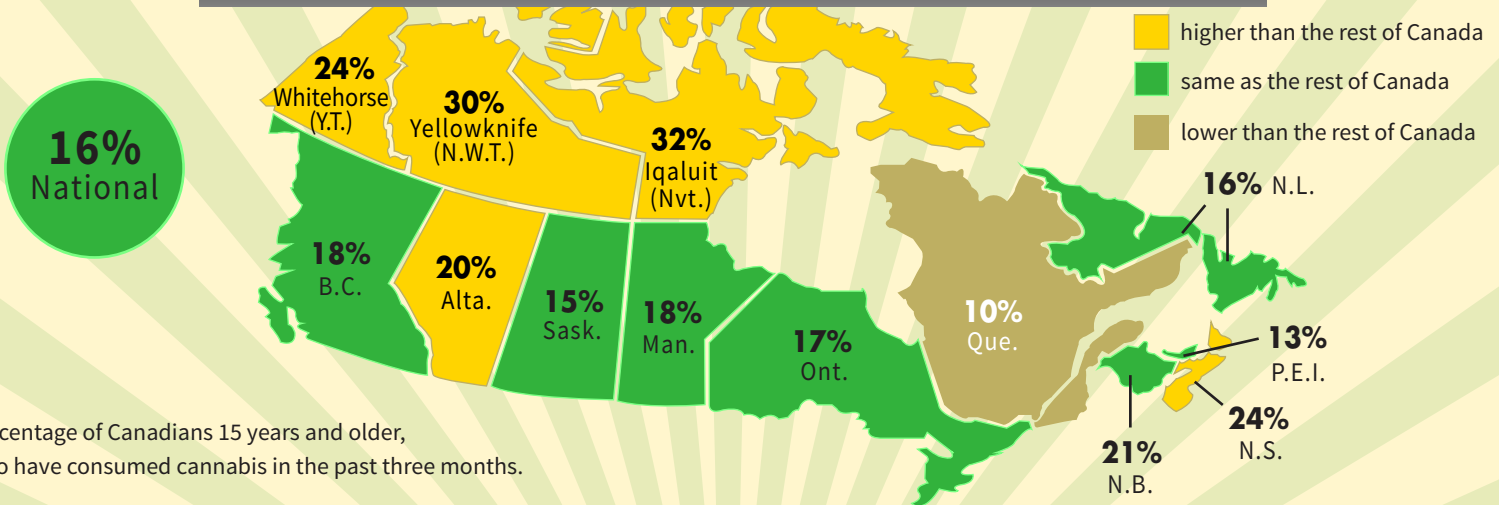 higher than the rest of Canada
same as the rest of Canada
lower than the rest of Canada
16%
National
24%
Whitehorse
(Y.T.)
30%
Yellowknife
(N.W.T.)
32%
Iqaluit
(Nvt.)
18%
B.C.
20%
Alta.
15%
Sask.
18%
Man.
17%
Ont.
10%
Que.
16% N.L.
13%
P.E.I.
24%
N.S.
21%
N.B.
centage of Canadians 15 years and older,
o have consumed cannabis in the past three months.